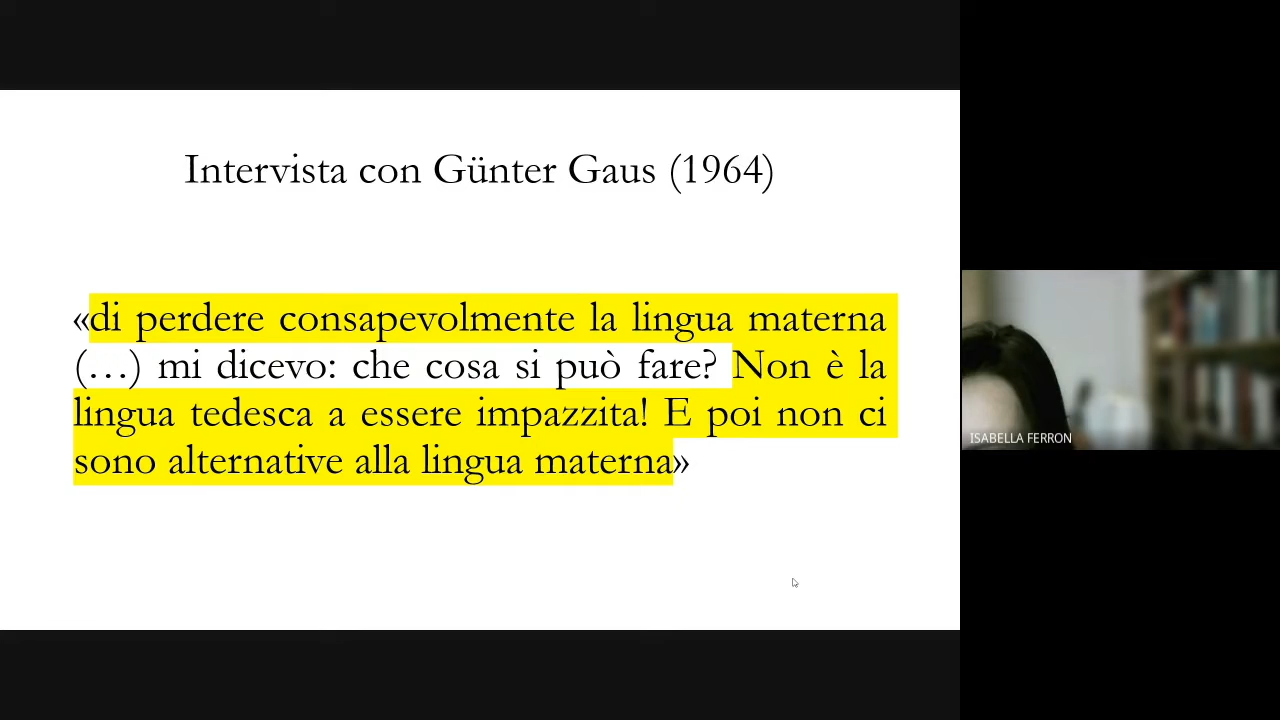 Intervista con Günter Gaus (1964)
«di perdere consapevolmente la lingua materna
(…) mi dicevo: che cosa si può fare? Non è la
lingua tedesca a essere impazzita! E poi non ci
sono alternative alla lingua materna»
ISABELLA FERRON